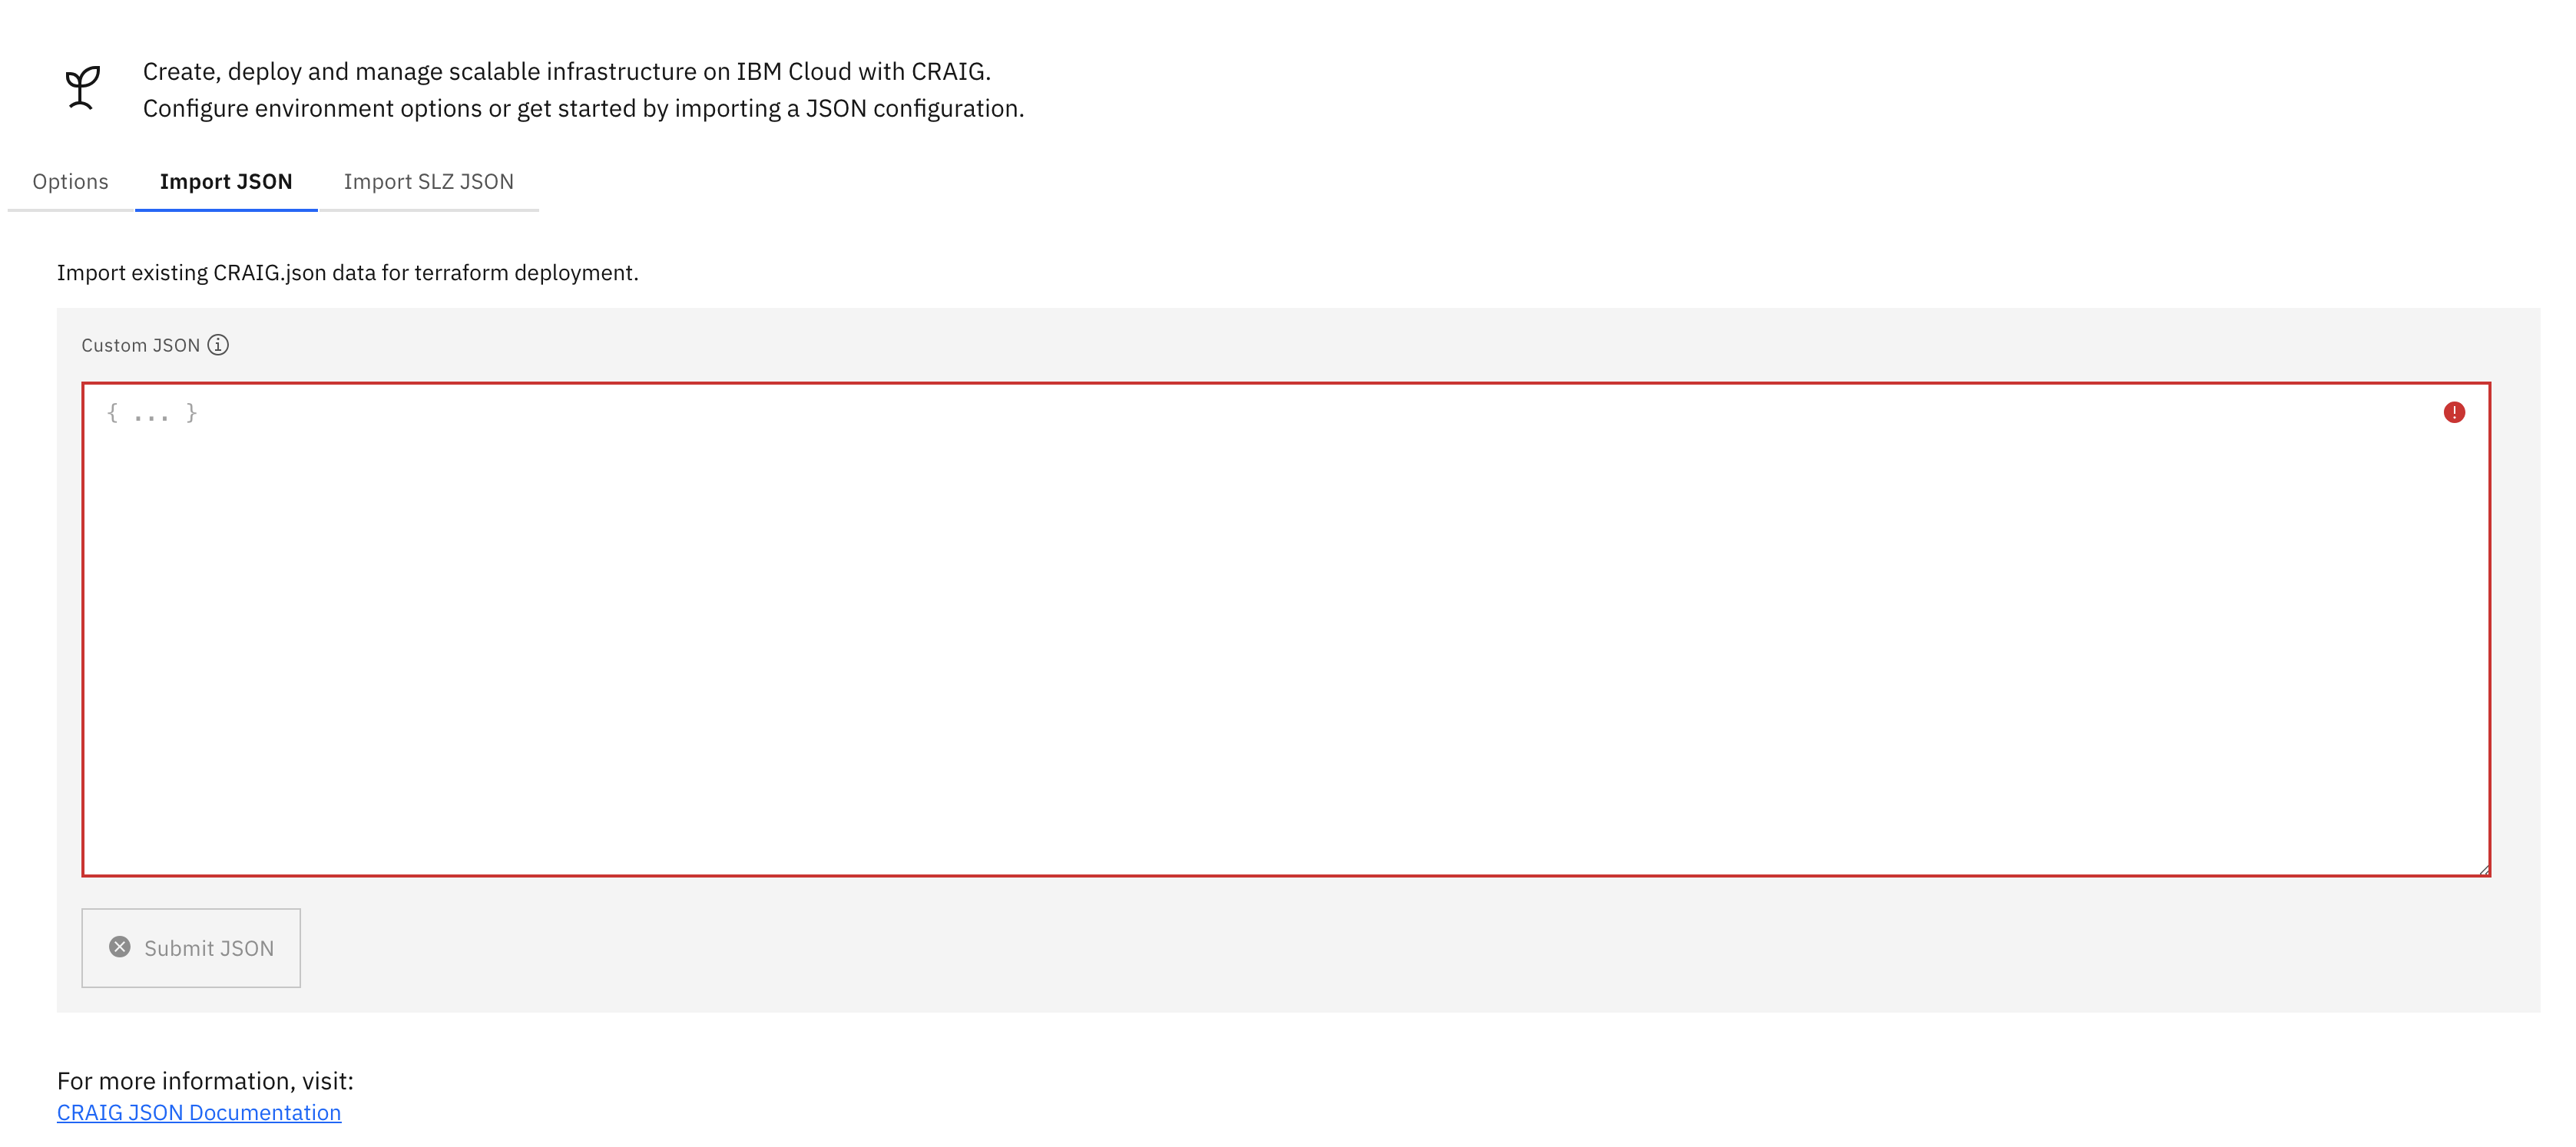 Create, deploy and manage scalable infrastructure on IBM Cloud with CRAIG.
Configure environment options or get started by importing a JSON configuration.
Options
Import JSON
Import SLZ JSON
Import existing CRAIG.json data for terraform deployment.
Custom JSON
{ ... }
Submit JSON
For more information, visit:
CRAIG JSON Documentation